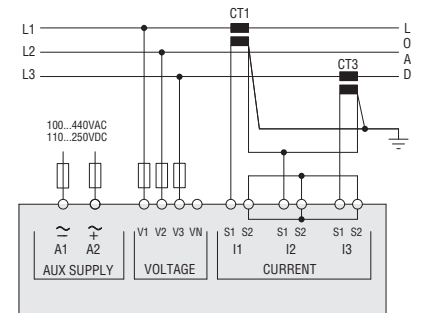 CT1
L1 L
L2 O
A
L3 CT3 D
100...440VAC
110...250VDC
V1 V2 V3 VN S1 S2 S1 S2 S1 S2
A1 A2 I1 I2 I3
AUX SUPPLY VOLTAGE CURRENT